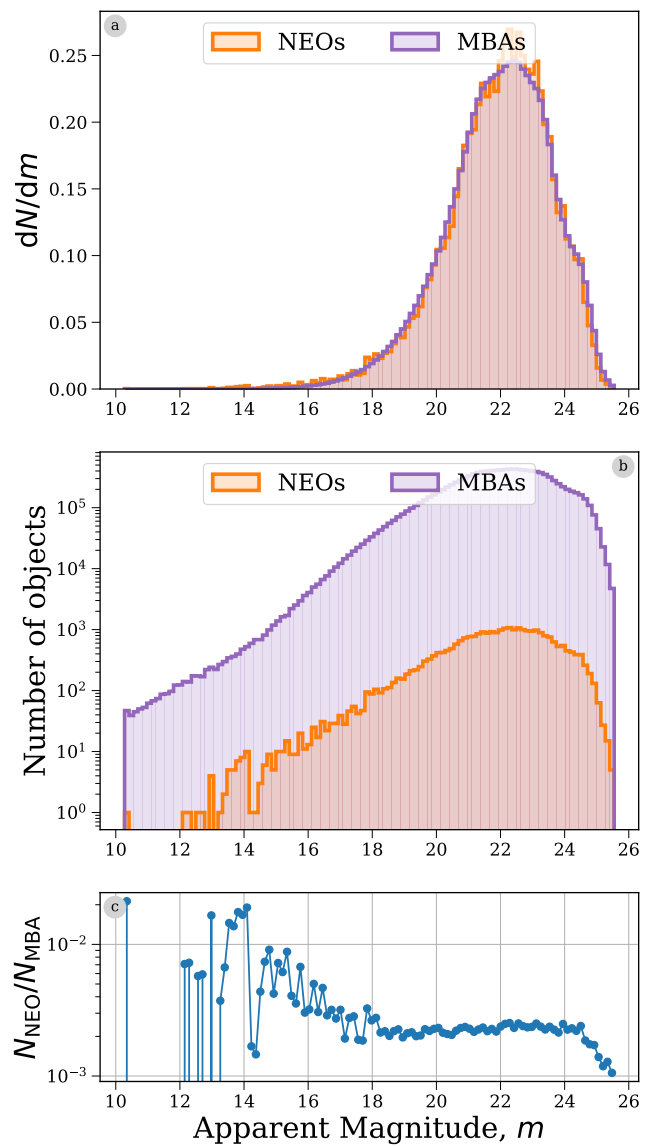 a
NEOs MBAs
0.25
0.20
0.15
0.10
0.05
0.00
dN/dm
10 12 14 16 18 20 22 24 26
b
NEOs MBAs
10^5
10^4
10^3
10^2
10^1
10^0
Number of objects
10 12 14 16 18 20 22 24 26
c
10^-2
10^-3
N_NEO/N_MBA
10 12 14 16 18 20 22 24 26
Apparent Magnitude, m